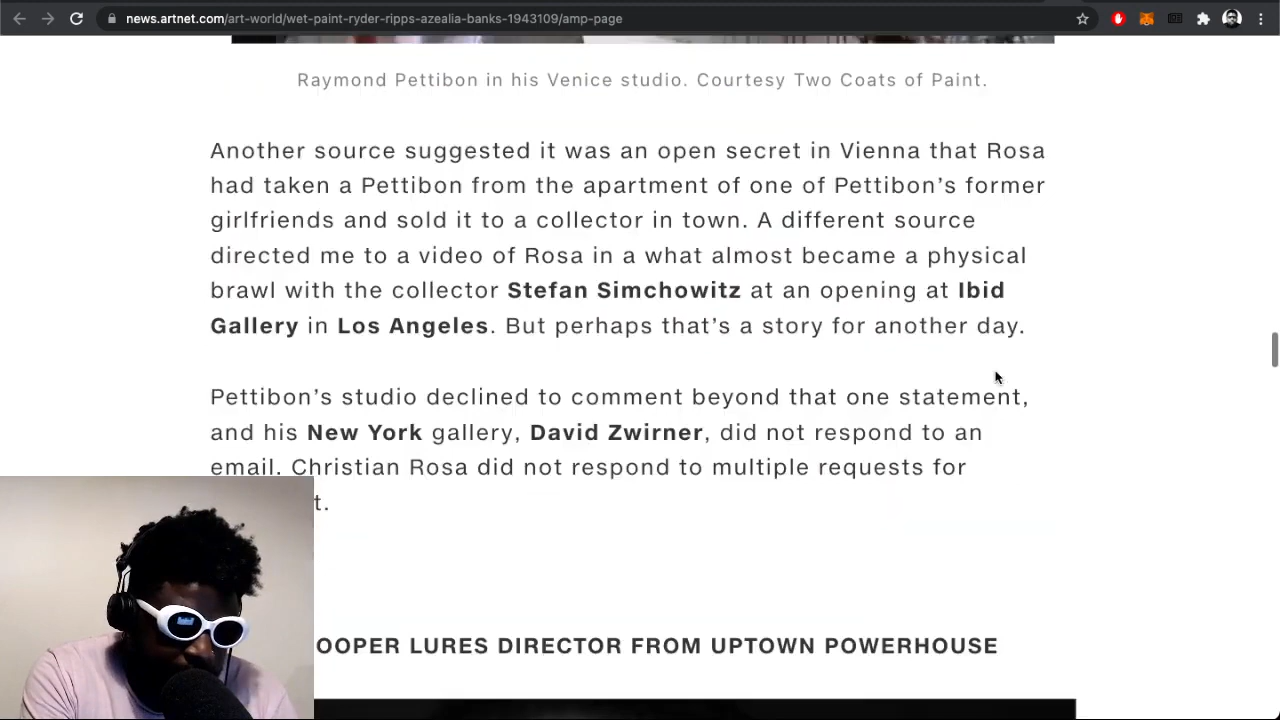 news.artnet.com/art-world/wet-paint-ryder-ripps-azealia-banks-1943109/amp-page
Raymond Pettibon in his Venice studio. Courtesy Two Coats of Paint.
Another source suggested it was an open secret in Vienna that Rosa
had taken a Pettibon from the apartment of one of Pettibon’s former
girlfriends and sold it to a collector in town. A different source
directed me to a video of Rosa in a what almost became a physical
brawl with the collector Stefan Simchowitz at an opening at Ibid
Gallery in Los Angeles. But perhaps that’s a story for another day.
Pettibon’s studio declined to comment beyond that one statement,
and his New York gallery, David Zwirner, did not respond to an
email. Christian Rosa did not respond to multiple requests for
t.
OOPER LURES DIRECTOR FROM UPTOWN POWERHOUSE